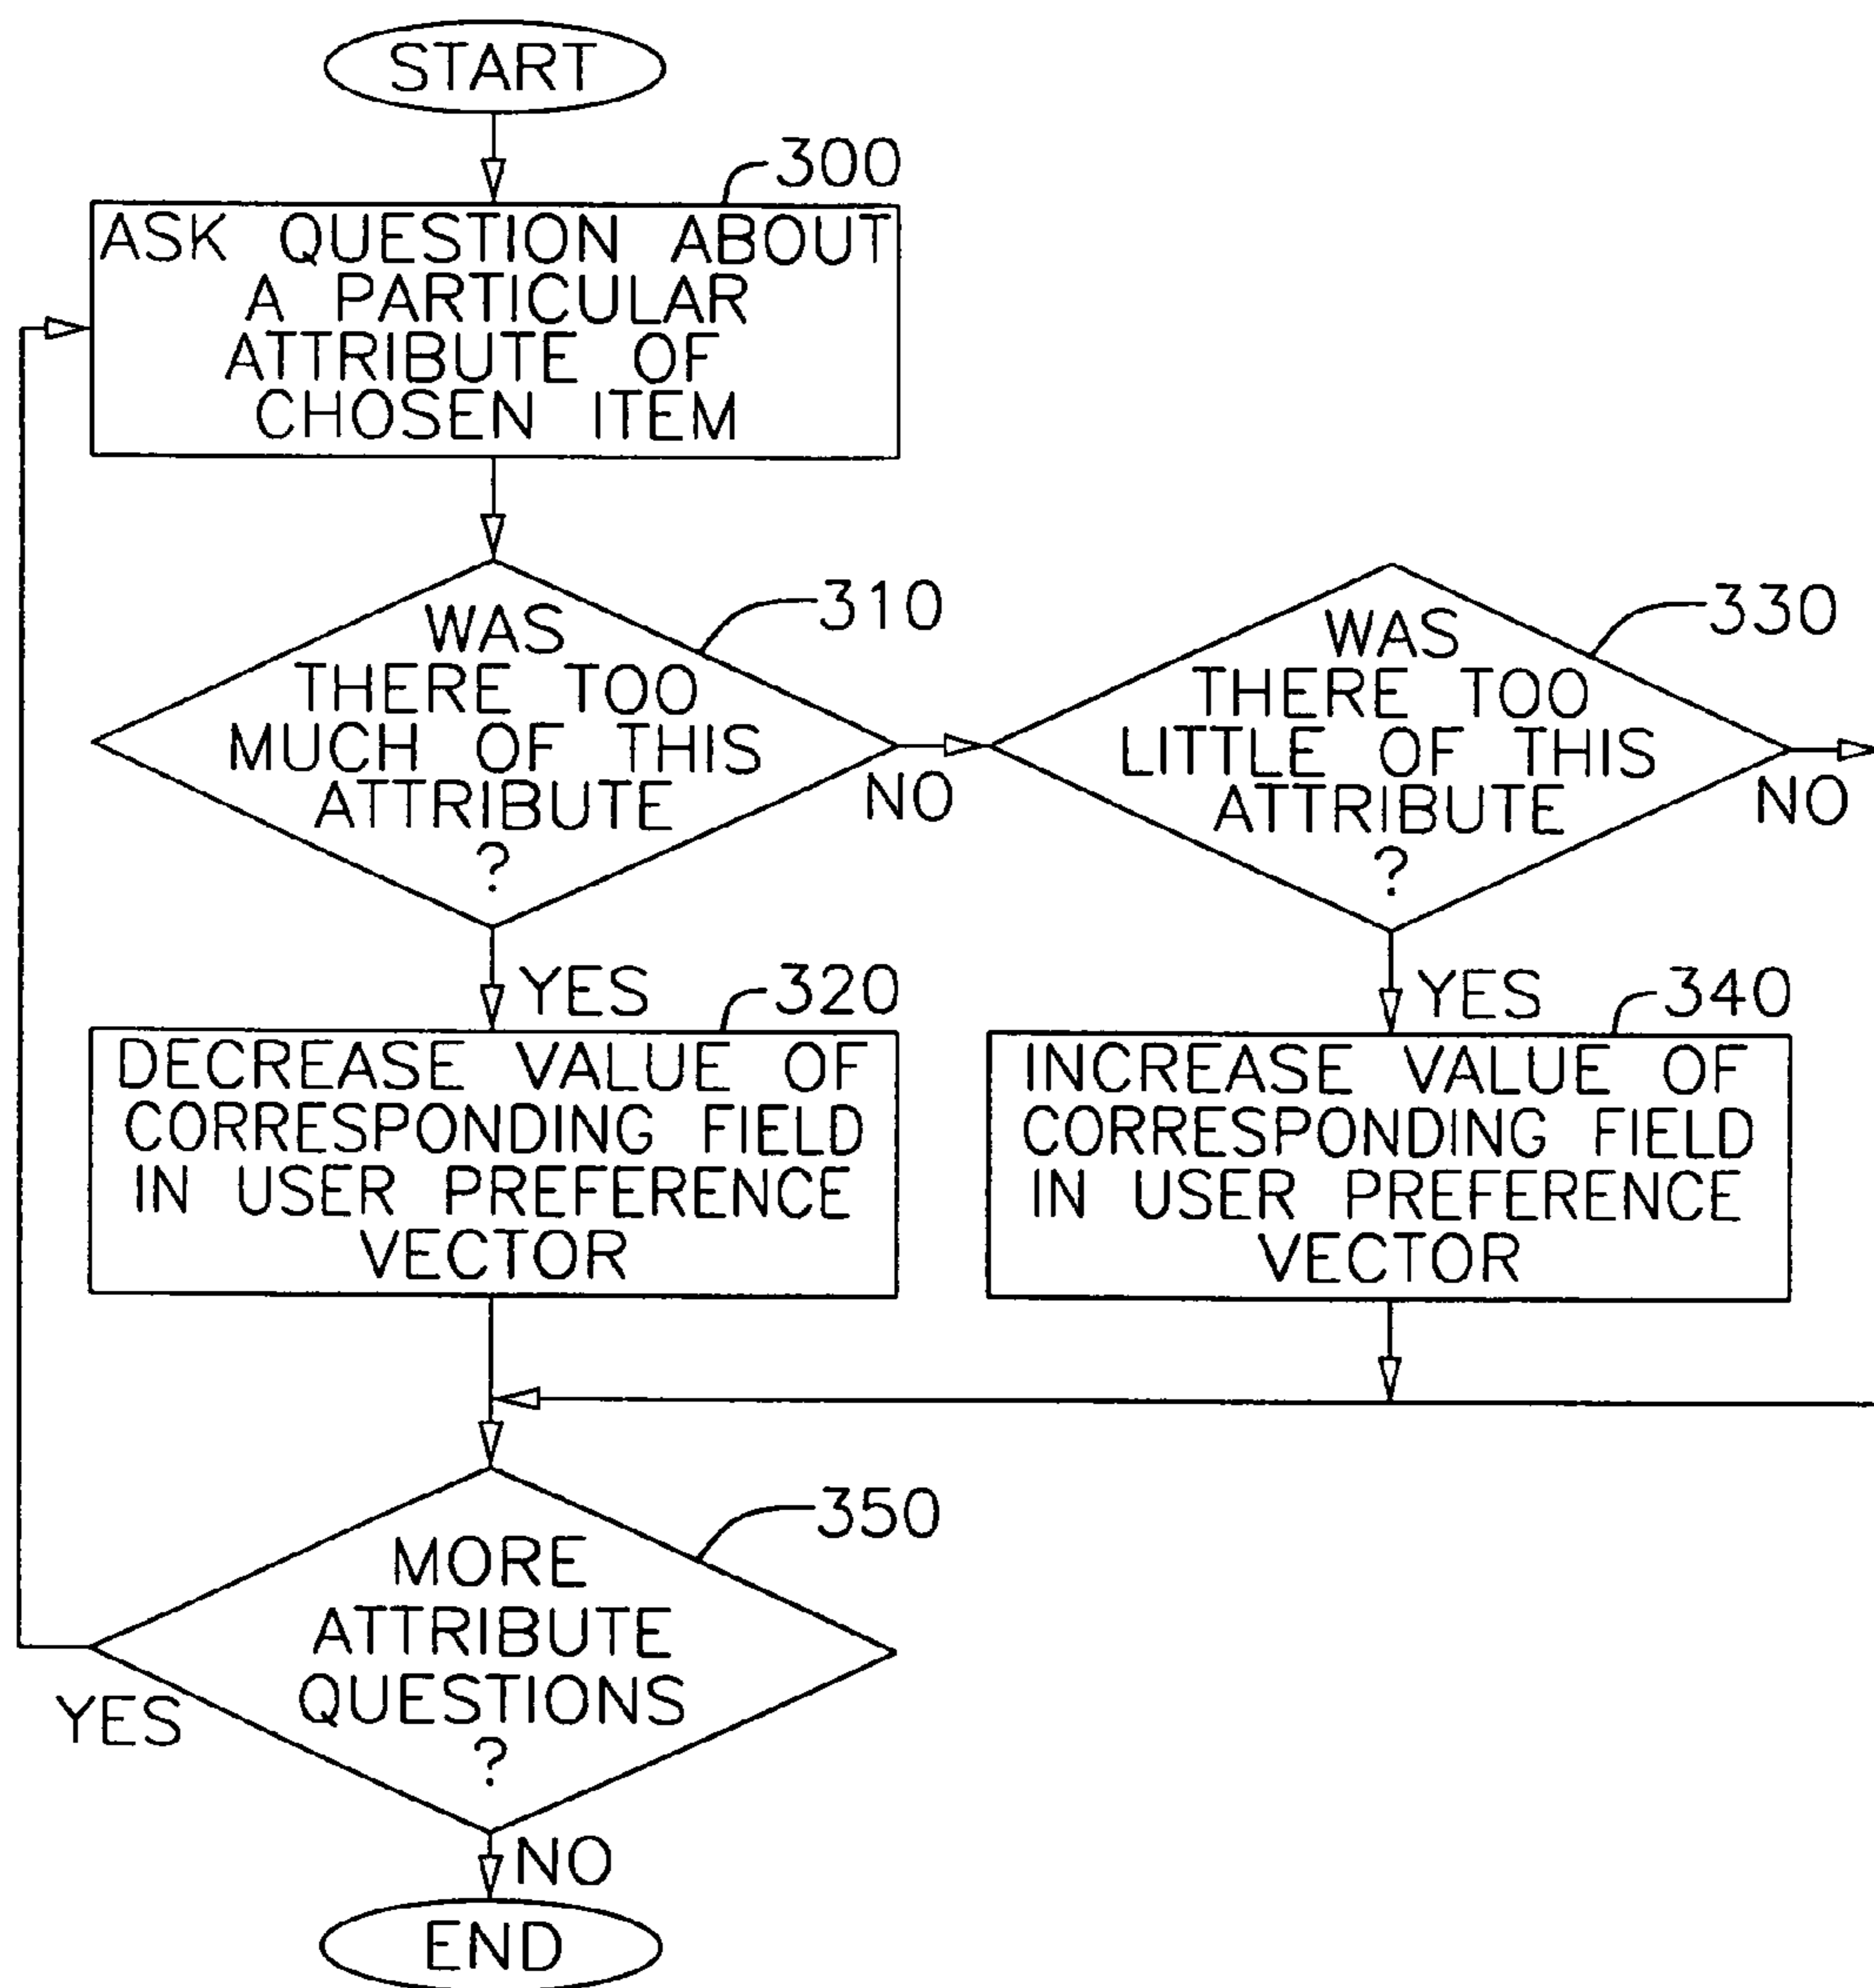 START
300
ASK QUESTION ABOUT
A PARTICULAR
ATTRIBUTE OF
CHOSEN ITEM
310
WAS
THERE TOO
MUCH OF THIS
ATTRIBUTE
?
NO
330
WAS
THERE TOO
LITTLE OF THIS
ATTRIBUTE
?
NO
YES
320
DECREASE VALUE OF
CORRESPONDING FIELD
IN USER PREFERENCE
VECTOR
YES
340
INCREASE VALUE OF
CORRESPONDING FIELD
IN USER PREFERENCE
VECTOR
350
MORE
ATTRIBUTE
QUESTIONS
?
YES
NO
END